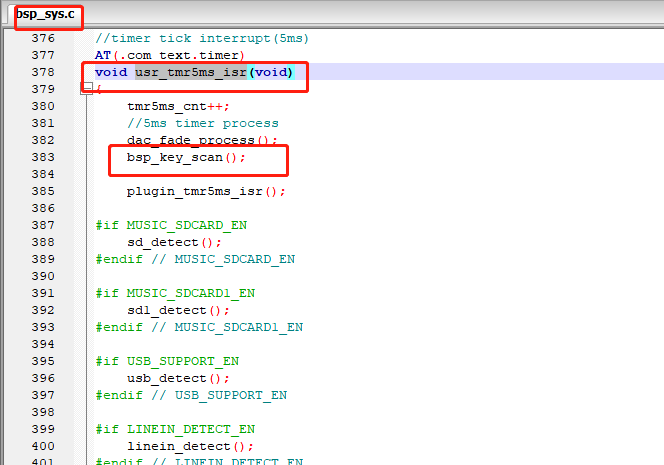 bsp_sys.c
376 //timer tick interrupt(5ms)
377 AT(.com_text.timer)
378 void usr_tmr5ms_isr(void)
379 {
380 tmr5ms_cnt++;
381 //5ms timer process
382 dac_fade_process();
383 bsp_key_scan();
384
385 plugin_tmr5ms_isr();
386
387 #if MUSIC_SDCARD_EN
388 sd_detect();
389 #endif // MUSIC_SDCARD_EN
390
391 #if MUSIC_SDCARD1_EN
392 sd1_detect();
393 #endif // MUSIC_SDCARD1_EN
394
395 #if USB_SUPPORT_EN
396 usb_detect();
397 #endif // USB_SUPPORT_EN
398
399 #if LINEIN_DETECT_EN
400 linein_detect();
401 #endif // LINEIN_DETECT_EN